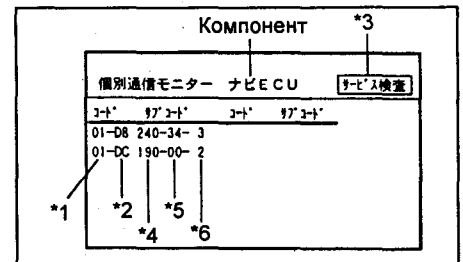 Компонент *3
個別通信モニター ナビECU サービス検査
コード サブコード コード サブコード
01-D8 240-34- 3
01-DC 190-00- 2
*1 *2 *4 *5 *6